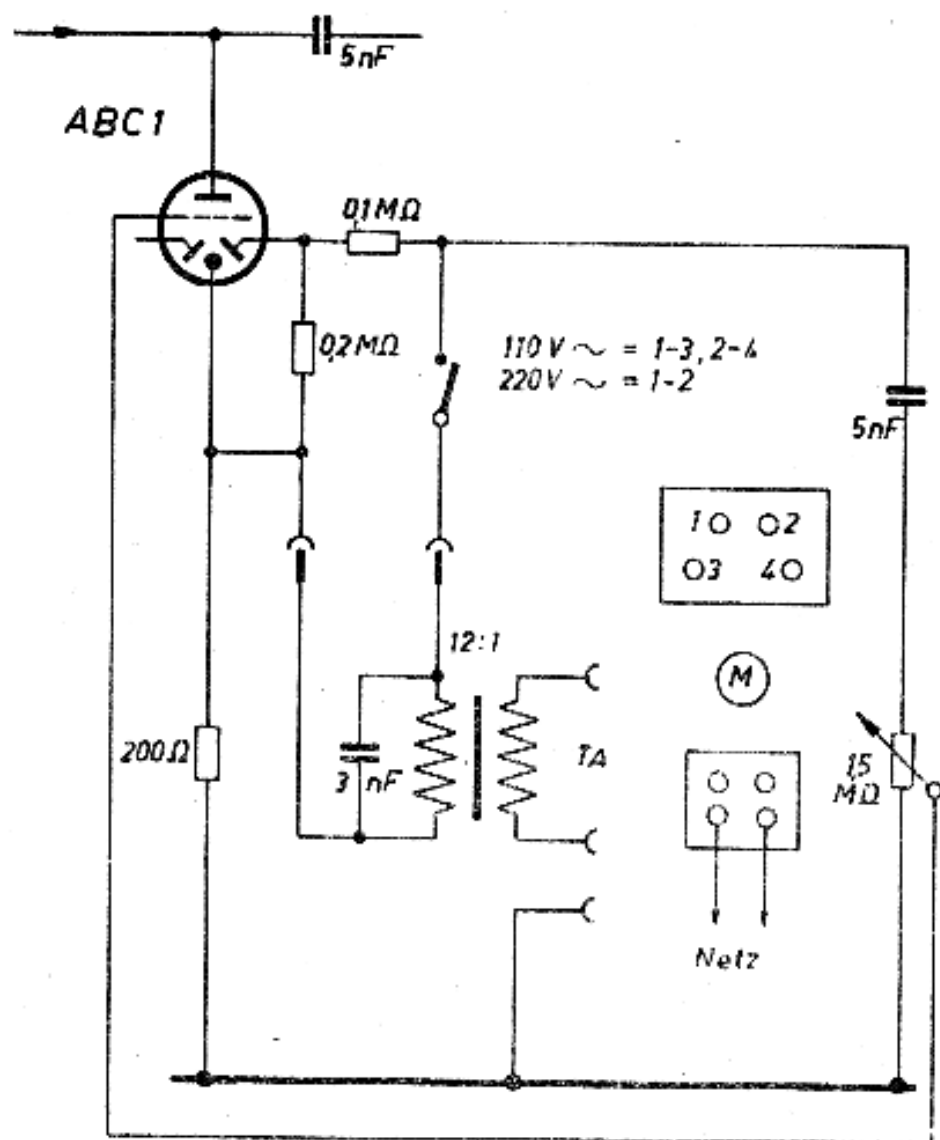 5nF
ABC1
0,1MΩ
0,2MΩ
110V ~ = 1-3, 2-4
220V ~ = 1-2
5nF
1 2
3 4
12:1
M
200Ω
3 nF
TA
1,5
MΩ
Netz